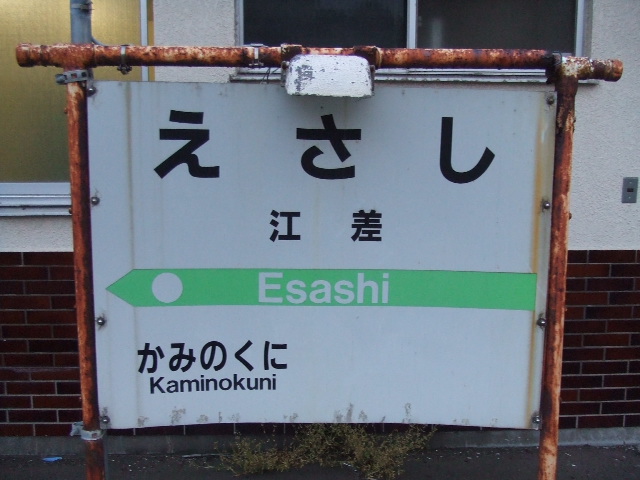 えさし
江差
Esashi
かみのくに
Kaminokuni